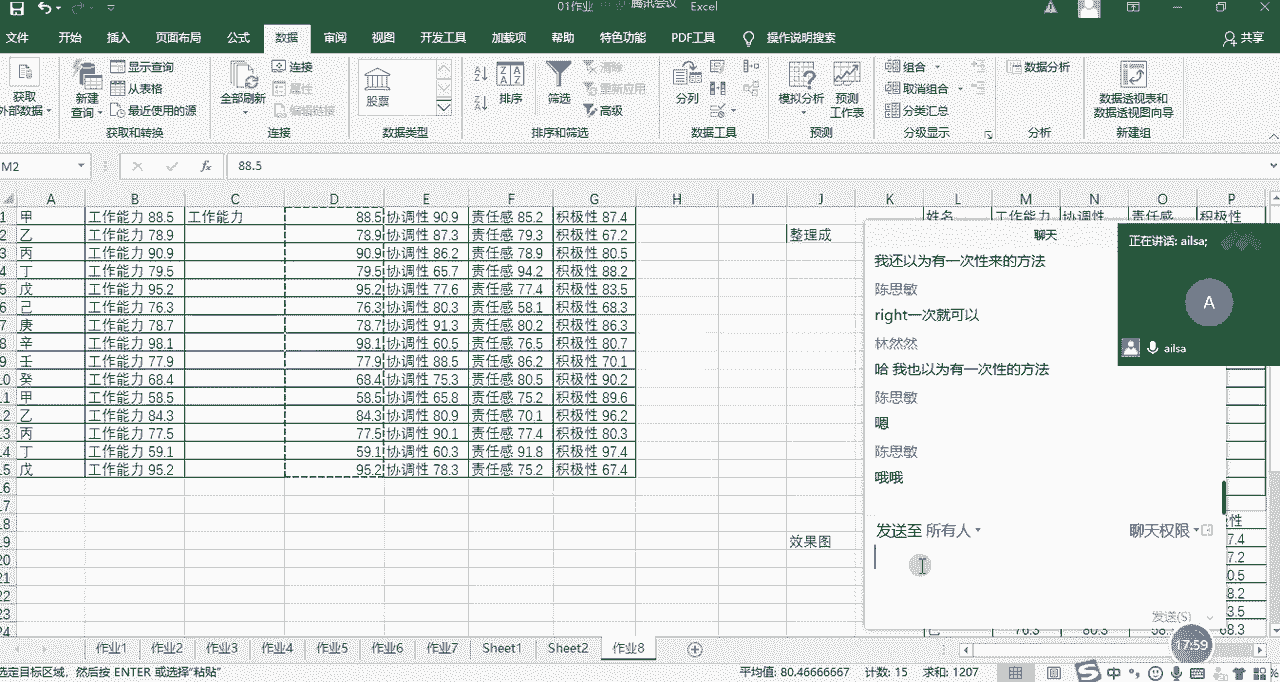 01作业 腾讯会议 Excel
文件 开始 插入 页面布局 公式 数据 审阅 视图 开发工具 加载项 帮助 特色功能 PDF工具 操作说明搜索 共享
获取 外部数据 新建 查询 显示查询 从表格 最近使用的源 全部刷新 连接 属性 编辑链接 股票 排序 筛选 清除 重新应用 高级 分列 模拟分析 预测 工作表 组合 取消组合 分类汇总 数据分析 数据透视表和 数据透视图向导
获取和转换 连接 数据类型 排序和筛选 数据工具 预测 分级显示 分析 新建组
M2 fx 88.5
A B C D E F G H I J K L M N O P
1 甲 工作能力 88.5 工作能力 88.5 协调性 90.9 责任感 85.2 积极性 87.4 姓名 工作能力 协调性 责任感 积极性
2 乙 工作能力 78.9 78.9 协调性 87.3 责任感 79.3 积极性 67.2 整理成
3 丙 工作能力 90.9 90.9 协调性 86.2 责任感 78.9 积极性 80.5
4 丁 工作能力 79.5 79.5 协调性 65.7 责任感 94.2 积极性 88.2
5 戊 工作能力 95.2 95.2 协调性 77.6 责任感 77.4 积极性 83.5
6 己 工作能力 76.3 76.3 协调性 80.3 责任感 58.1 积极性 68.3
7 庚 工作能力 78.7 78.7 协调性 91.3 责任感 80.2 积极性 86.3
8 辛 工作能力 98.1 98.1 协调性 60.5 责任感 76.5 积极性 80.7
9 壬 工作能力 77.9 77.9 协调性 68.5 责任感 86.2 积极性 70.1
10 癸 工作能力 68.4 68.4 协调性 75.3 责任感 80.5 积极性 90.2
11 甲 工作能力 58.5 58.5 协调性 65.8 责任感 75.2 积极性 89.6
12 乙 工作能力 84.3 84.3 协调性 80.9 责任感 70.1 积极性 96.2
13 丙 工作能力 77.5 77.5 协调性 90.1 责任感 77.4 积极性 80.3
14 丁 工作能力 59.1 59.1 协调性 60.3 责任感 91.8 积极性 97.4
15 戊 工作能力 95.2 95.2 协调性 78.3 责任感 75.2 积极性 67.4
16
17
18
19 效果图
20
21
22
23
24
聊天
我还以为有一次性来的方法
陈思敏
right一次就可以
林然然
哈 我也以为有一次性的方法
陈思敏
嗯
陈思敏
哦哦
发送至 所有人 聊天权限
发送(S)
正在讲话: ailsa;
A
ailsa
17:59
作业1 作业2 作业3 作业4 作业5 作业6 作业7 Sheet1 Sheet2 作业8
选定目标区域，然后按 ENTER 或选择"粘贴" 平均值: 80.46666667 计数: 15 求和: 1207 中